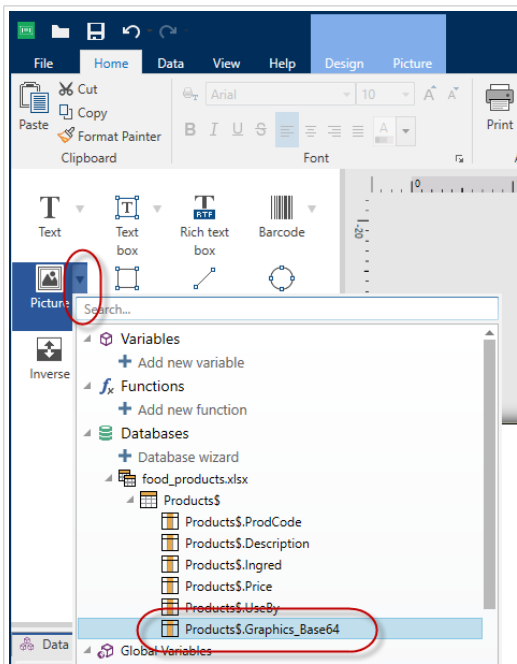 File Home Data View Help Design Picture
Cut
Copy
Format Painter
Paste
Clipboard
Arial 10 A A
B I U S A
Font
Print
Text
Text box
Rich text box
Barcode
Picture
Inverse
0
-20
Search...
Variables
Add new variable
Functions
Add new function
Databases
Database wizard
food_products.xlsx
Products$
Products$.ProdCode
Products$.Description
Products$.Ingred
Products$.Price
Products$.UseBy
Products$.Graphics_Base64
Global Variables
Data